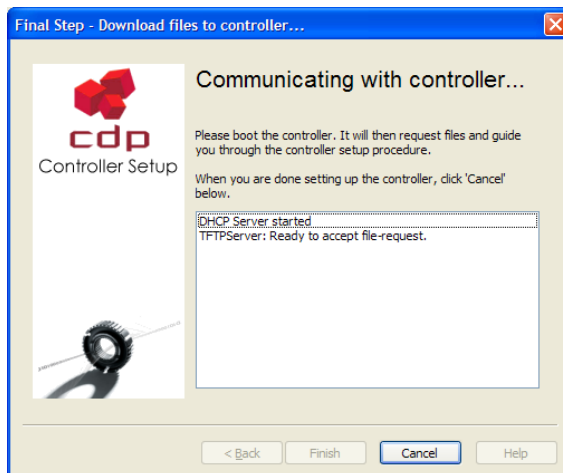 Final Step - Download files to controller...
cdp
Controller Setup
Communicating with controller...
Please boot the controller. It will then request files and guide
you through the controller setup procedure.
When you are done setting up the controller, click 'Cancel'
below.
DHCP Server started
TFTPServer: Ready to accept file-request.
< Back
Finish
Cancel
Help